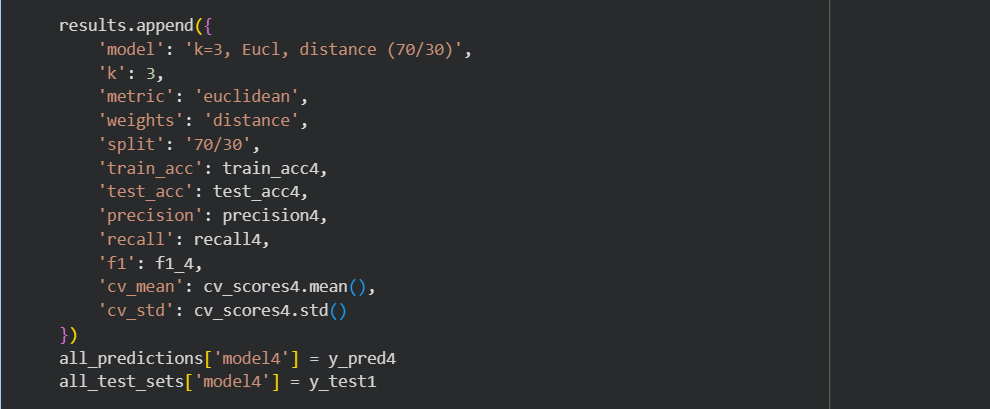 results.append({
    'model': 'k=3, Eucl, distance (70/30)',
    'k': 3,
    'metric': 'euclidean',
    'weights': 'distance',
    'split': '70/30',
    'train_acc': train_acc4,
    'test_acc': test_acc4,
    'precision': precision4,
    'recall': recall4,
    'f1': f1_4,
    'cv_mean': cv_scores4.mean(),
    'cv_std': cv_scores4.std()
})
all_predictions['model4'] = y_pred4
all_test_sets['model4'] = y_test1